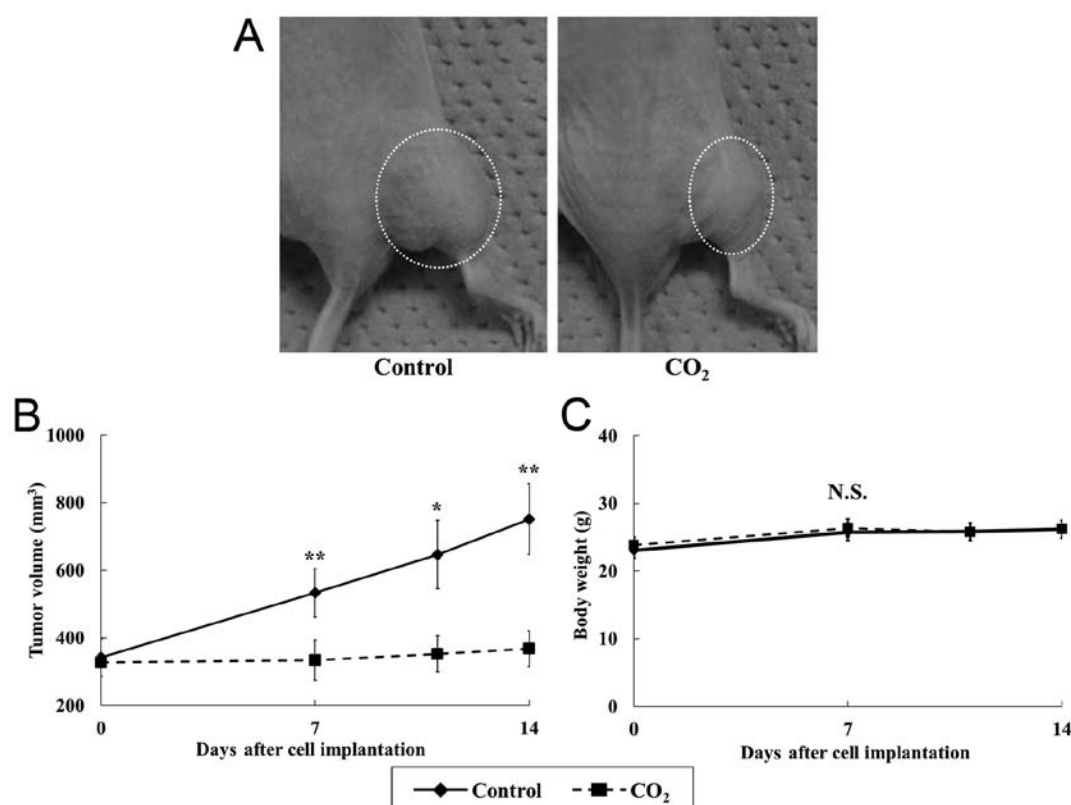 A
Control
CO₂
B
1000
800
600
400
200
Tumor volume (mm³)
**
*
**
0
7
14
Days after cell implantation
C
40
30
20
10
0
Body weight (g)
N.S.
0
7
14
Days after cell implantation
Control
CO₂